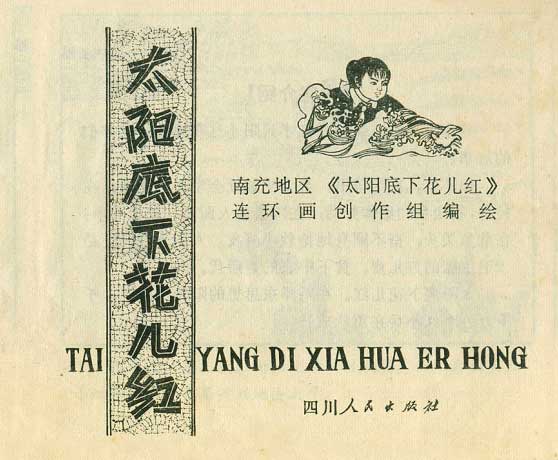 太阳底下花儿红
南充地区《太阳底下花儿红》
连环画创作组编绘
TAI YANG DI XIA HUA ER HONG
四川人民出版社